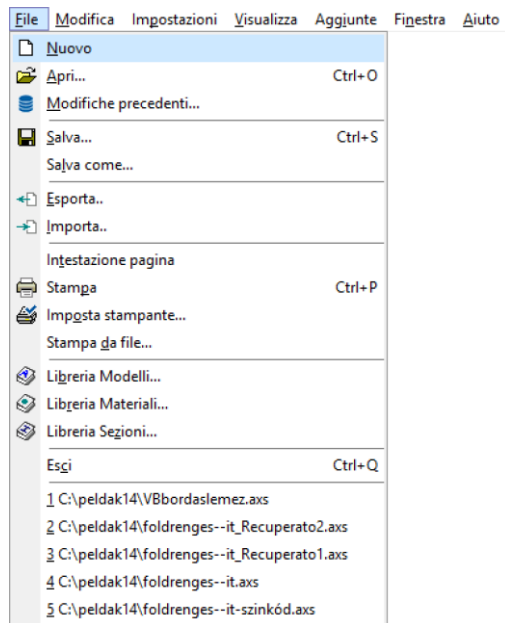 File Modifica Impostazioni Visualizza Aggiunte Finestra Aiuto
Nuovo
Apri... Ctrl+O
Modifiche precedenti...
Salva... Ctrl+S
Salva come...
Esporta..
Importa..
Intestazione pagina
Stampa Ctrl+P
Imposta stampante...
Stampa da file...
Libreria Modelli...
Libreria Materiali...
Libreria Sezioni...
Esci Ctrl+Q
1 C:\peldak14\VBbordaslemez.axs
2 C:\peldak14\foldrenges--it_Recuperato2.axs
3 C:\peldak14\foldrenges--it_Recuperato1.axs
4 C:\peldak14\foldrenges--it.axs
5 C:\peldak14\foldrenges--it-szinkód.axs